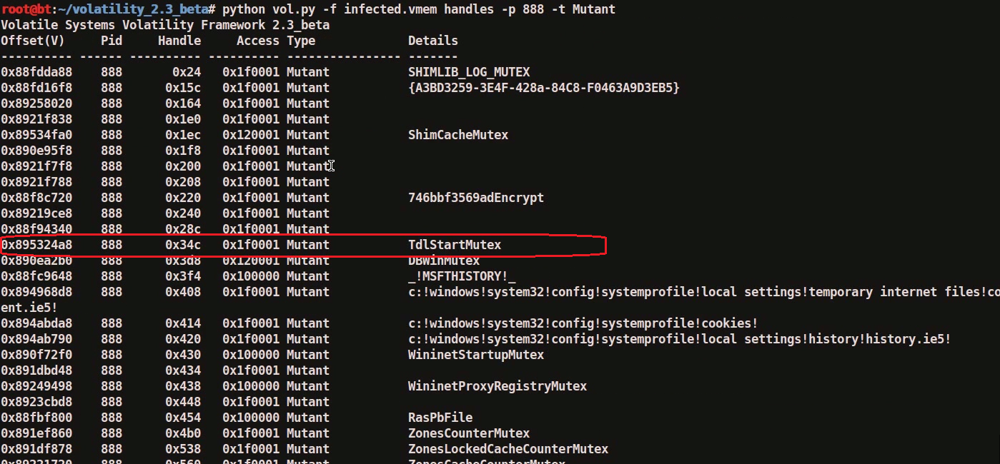 root@bt:~/volatility_2.3_beta# python vol.py -f infected.vmem handles -p 888 -t Mutant
Volatile Systems Volatility Framework 2.3_beta
Offset(V)    Pid     Handle     Access Type             Details
---------- ------ ---------- ---------- ---------------- -------
0x88fdda88    888       0x24   0x1f0001 Mutant           SHIMLIB_LOG_MUTEX
0x88fd16f8    888      0x15c   0x1f0001 Mutant           {A3BD3259-3E4F-428a-84C8-F0463A9D3EB5}
0x89258020    888      0x164   0x1f0001 Mutant
0x8921f838    888      0x1e0   0x1f0001 Mutant
0x89534fa0    888      0x1ec   0x120001 Mutant           ShimCacheMutex
0x890e95f8    888      0x1f8   0x1f0001 Mutant
0x8921f7f8    888      0x200   0x1f0001 Mutant
0x8921f788    888      0x208   0x1f0001 Mutant
0x88f8c720    888      0x220   0x1f0001 Mutant           746bbf3569adEncrypt
0x89219ce8    888      0x240   0x1f0001 Mutant
0x88f94340    888      0x28c   0x1f0001 Mutant
0x895324a8    888      0x34c   0x1f0001 Mutant           TdlStartMutex
0x890ea2b0    888      0x3d8   0x120001 Mutant           DBWinMutex
0x88fc9648    888      0x3f4   0x100000 Mutant           _!MSFTHISTORY!_
0x894968d8    888      0x408   0x1f0001 Mutant           c:!windows!system32!config!systemprofile!local settings!temporary internet files!co
ent.ie5!
0x894abda8    888      0x414   0x1f0001 Mutant           c:!windows!system32!config!systemprofile!cookies!
0x894ab790    888      0x420   0x1f0001 Mutant           c:!windows!system32!config!systemprofile!local settings!history!history.ie5!
0x890f72f0    888      0x430   0x100000 Mutant           WininetStartupMutex
0x891dbd48    888      0x434   0x1f0001 Mutant
0x89249498    888      0x438   0x100000 Mutant           WininetProxyRegistryMutex
0x8923cbd8    888      0x448   0x1f0001 Mutant
0x88fbf800    888      0x454   0x100000 Mutant           RasPbFile
0x891ef860    888      0x4b0   0x1f0001 Mutant           ZonesCounterMutex
0x891df878    888      0x538   0x1f0001 Mutant           ZonesLockedCacheCounterMutex
0x89221720    888      0x560   0x1f0001 Mutant           ZonesCacheCounterMutex